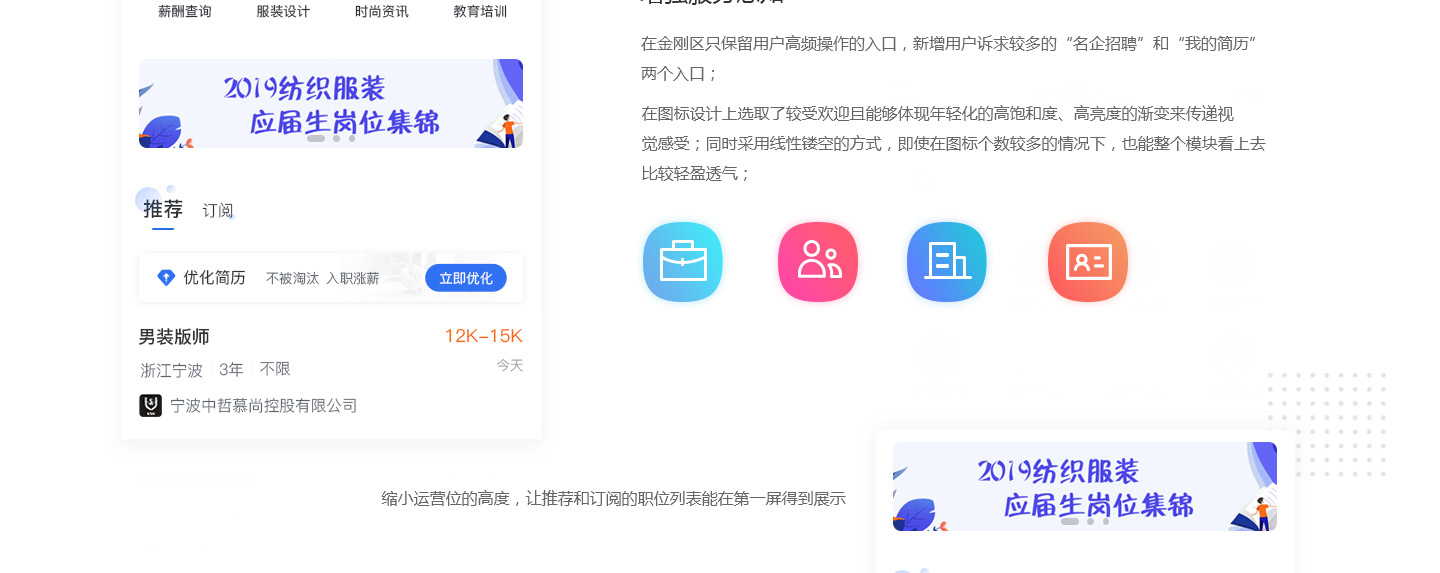 薪酬查询 服装设计 时尚资讯 教育培训
2019纺织服装
应届生岗位集锦
推荐 订阅
优化简历 不被淘汰 入职涨薪 立即优化
男装版师 12K-15K
浙江宁波 3年 不限 今天
宁波中哲慕尚控股有限公司
在金刚区只保留用户高频操作的入口，新增用户诉求较多的“名企招聘”和“我的简历”
两个入口；
在图标设计上选取了较受欢迎且能够体现年轻化的高饱和度、高亮度的渐变来传递视
觉感受；同时采用线性镂空的方式，即使在图标个数较多的情况下，也能整个模块看上去
比较轻盈透气；
缩小运营位的高度，让推荐和订阅的职位列表能在第一屏得到展示
2019纺织服装
应届生岗位集锦